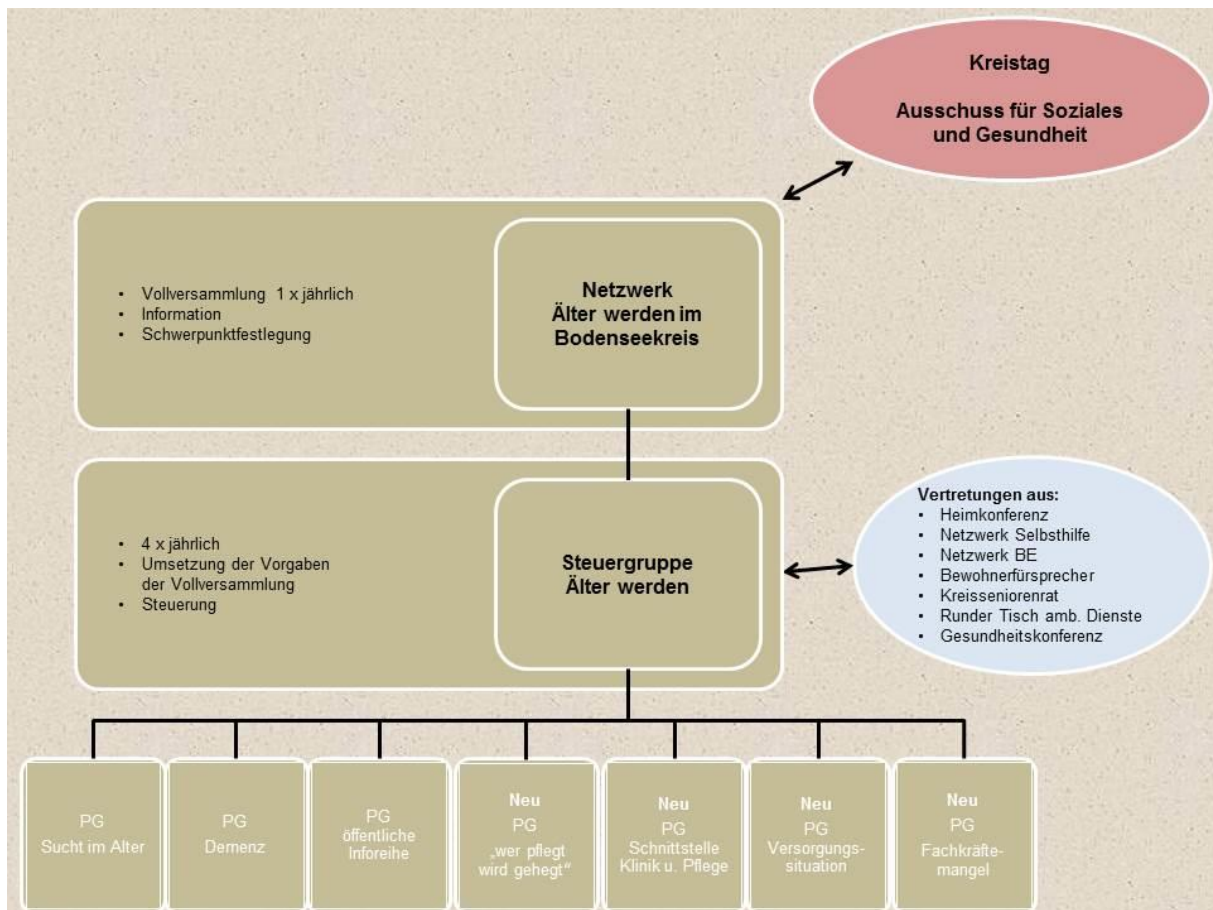 Kreistag
Ausschuss für Soziales
und Gesundheit
• Vollversammlung 1 x jährlich
• Information
• Schwerpunktfestlegung
Netzwerk
Älter werden im
Bodenseekreis
• 4 x jährlich
• Umsetzung der Vorgaben
der Vollversammlung
• Steuerung
Steuergruppe
Älter werden
Vertretungen aus:
• Heimkonferenz
• Netzwerk Selbsthilfe
• Netzwerk BE
• Bewohnerfürsprecher
• Kreisseniorenrat
• Runder Tisch amb. Dienste
• Gesundheitskonferenz
PG
Sucht im Alter
PG
Demenz
PG
öffentliche
Inforeihe
Neu
PG
„wer pflegt
wird gehegt“
Neu
PG
Schnittstelle
Klinik u. Pflege
Neu
PG
Versorgungs-
situation
Neu
PG
Fachkräfte-
mangel